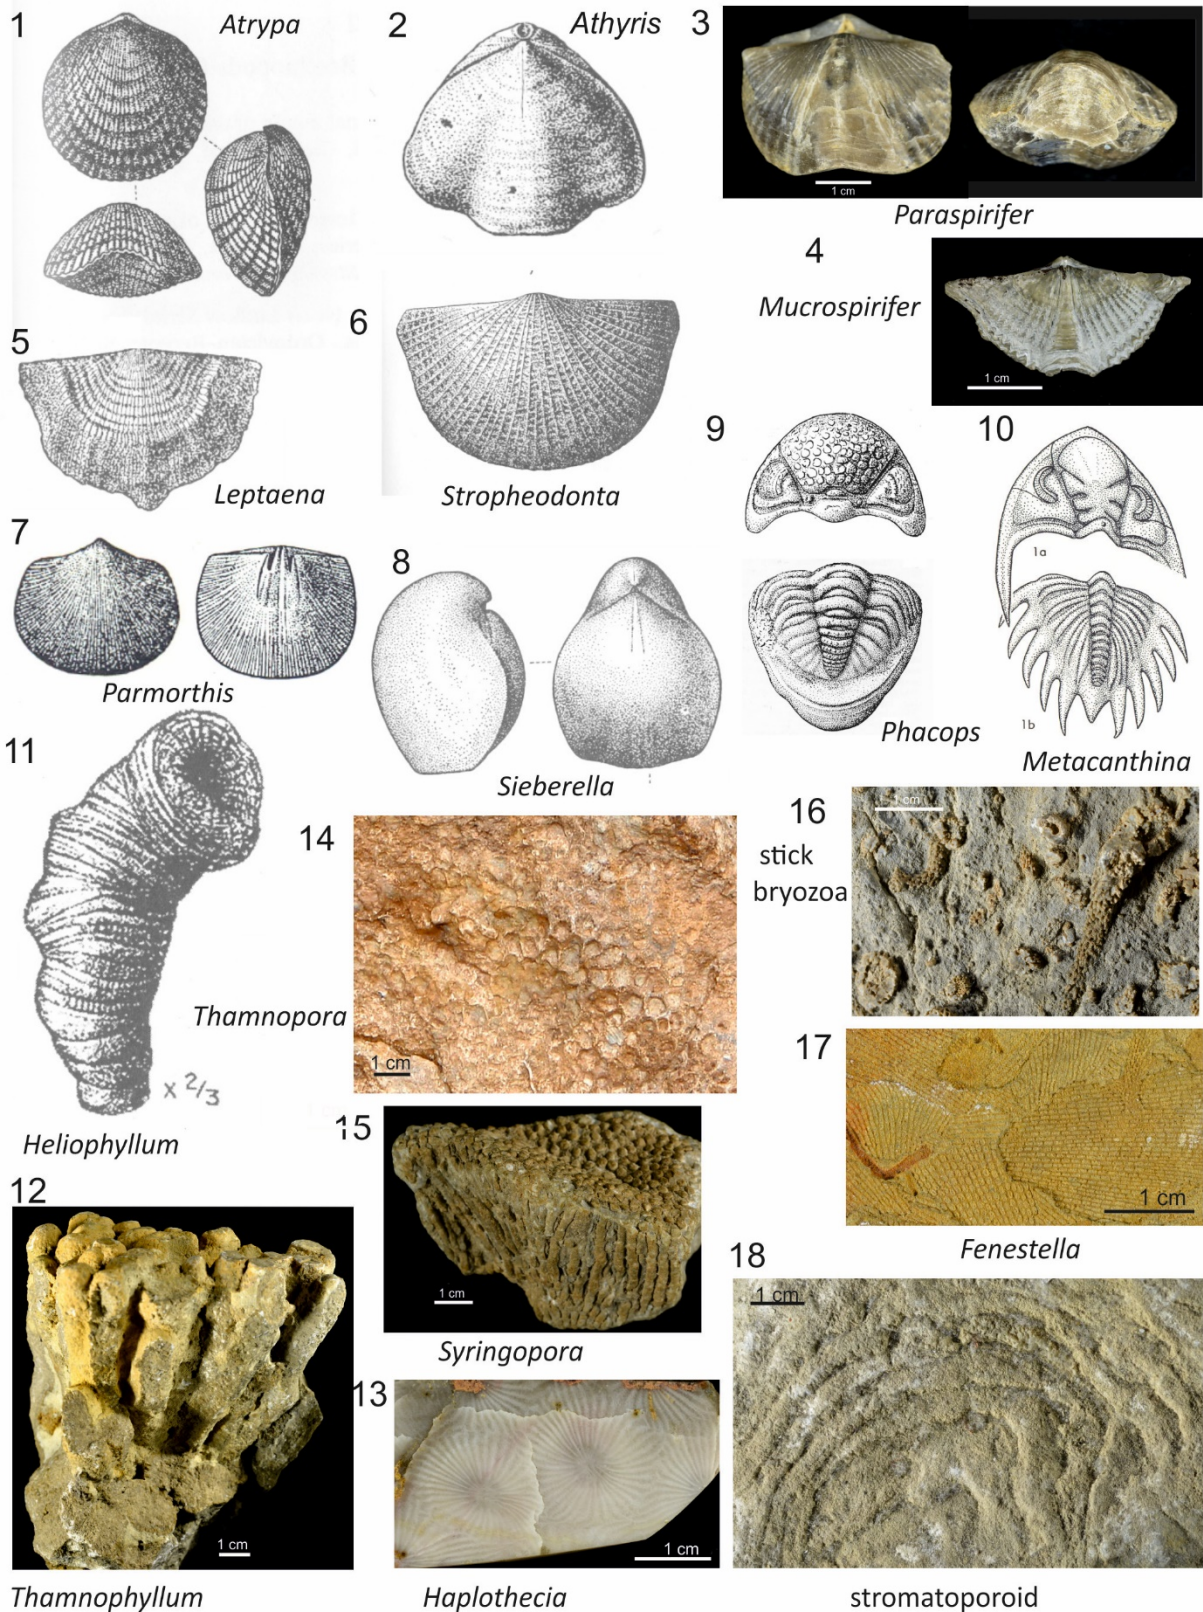 1
Atrypa
2
Athyris
3
1 cm
Paraspirifer
4
Mucrospirifer
1 cm
5
Leptaena
6
Stropheodonta
7
Parmorthis
8
Sieberella
9
Phacops
10
1a
1b
Metacanthina
11
x 2/3
Heliophyllum
14
Thamnopora
1 cm
16
stick
bryozoa
1 cm
17
1 cm
Fenestella
15
1 cm
Syringopora
12
1 cm
Thamnophyllum
13
1 cm
Haplothecia
18
1 cm
stromatoporoid